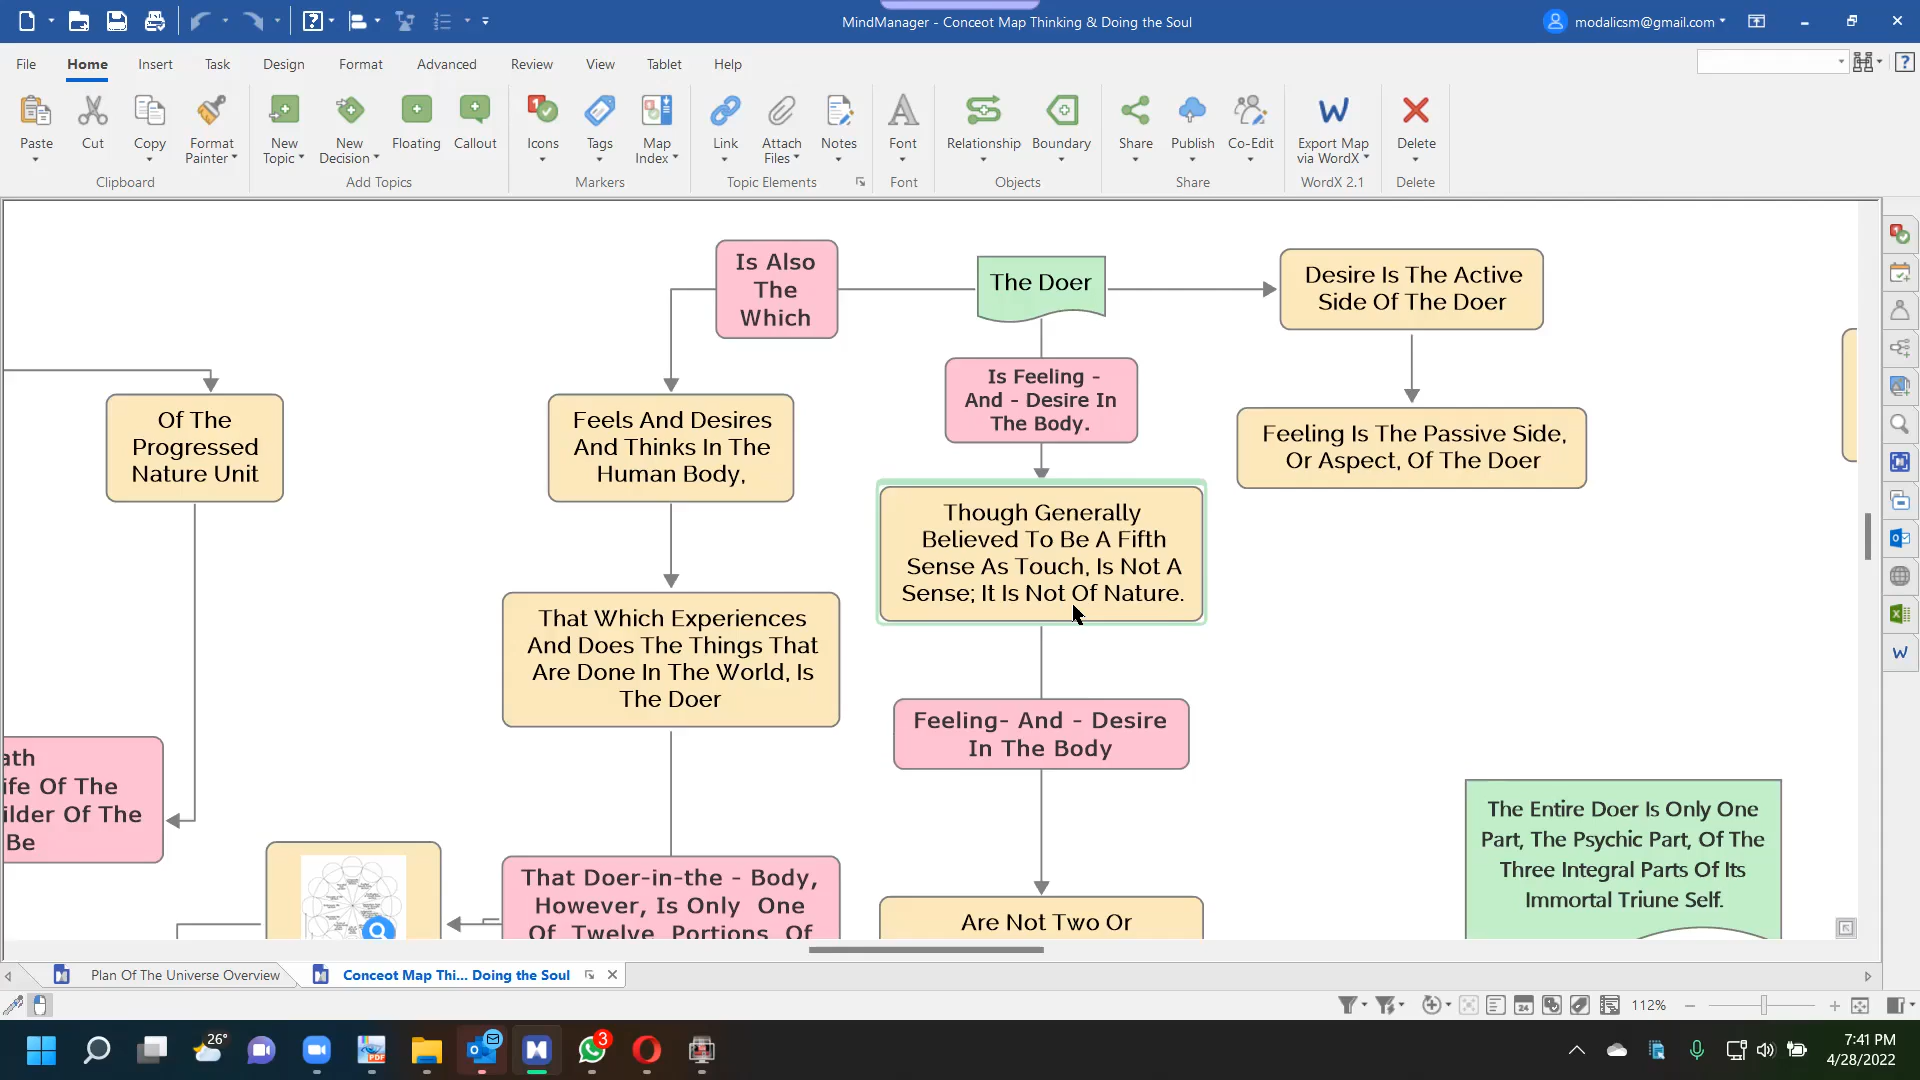 MindManager - Conceot Map Thinking & Doing the Soul
modalicsm@gmail.com
File
Home
Insert
Task
Design
Format
Advanced
Review
View
Tablet
Help
Paste
Cut
Copy
Format
Painter
Clipboard
New
Topic
New
Decision
Floating
Callout
Add Topics
Icons
Tags
Map
Index
Markers
Link
Attach
Files
Notes
Topic Elements
Font
Font
Relationship
Boundary
Objects
Share
Publish
Co-Edit
Share
Export Map
via WordX
WordX 2.1
Delete
Delete
Is Also
The
Which
The Doer
Desire Is The Active
Side Of The Doer
Is Feeling -
And - Desire In
The Body.
Of The
Progressed
Nature Unit
Feels And Desires
And Thinks In The
Human Body,
Feeling Is The Passive Side,
Or Aspect, Of The Doer
Though Generally
Believed To Be A Fifth
Sense As Touch, Is Not A
Sense; It Is Not Of Nature.
That Which Experiences
And Does The Things That
Are Done In The World, Is
The Doer
Feeling- And - Desire
In The Body
ath
ife Of The
ilder Of The
Be
The Entire Doer Is Only One
Part, The Psychic Part, Of The
Three Integral Parts Of Its
Immortal Triune Self.
That Doer-in-the - Body,
However, Is Only One
Of Twelve Portions Of
Are Not Two Or
Plan Of The Universe Overview
Conceot Map Thi... Doing the Soul
112%
26°
3
7:41 PM
4/28/2022